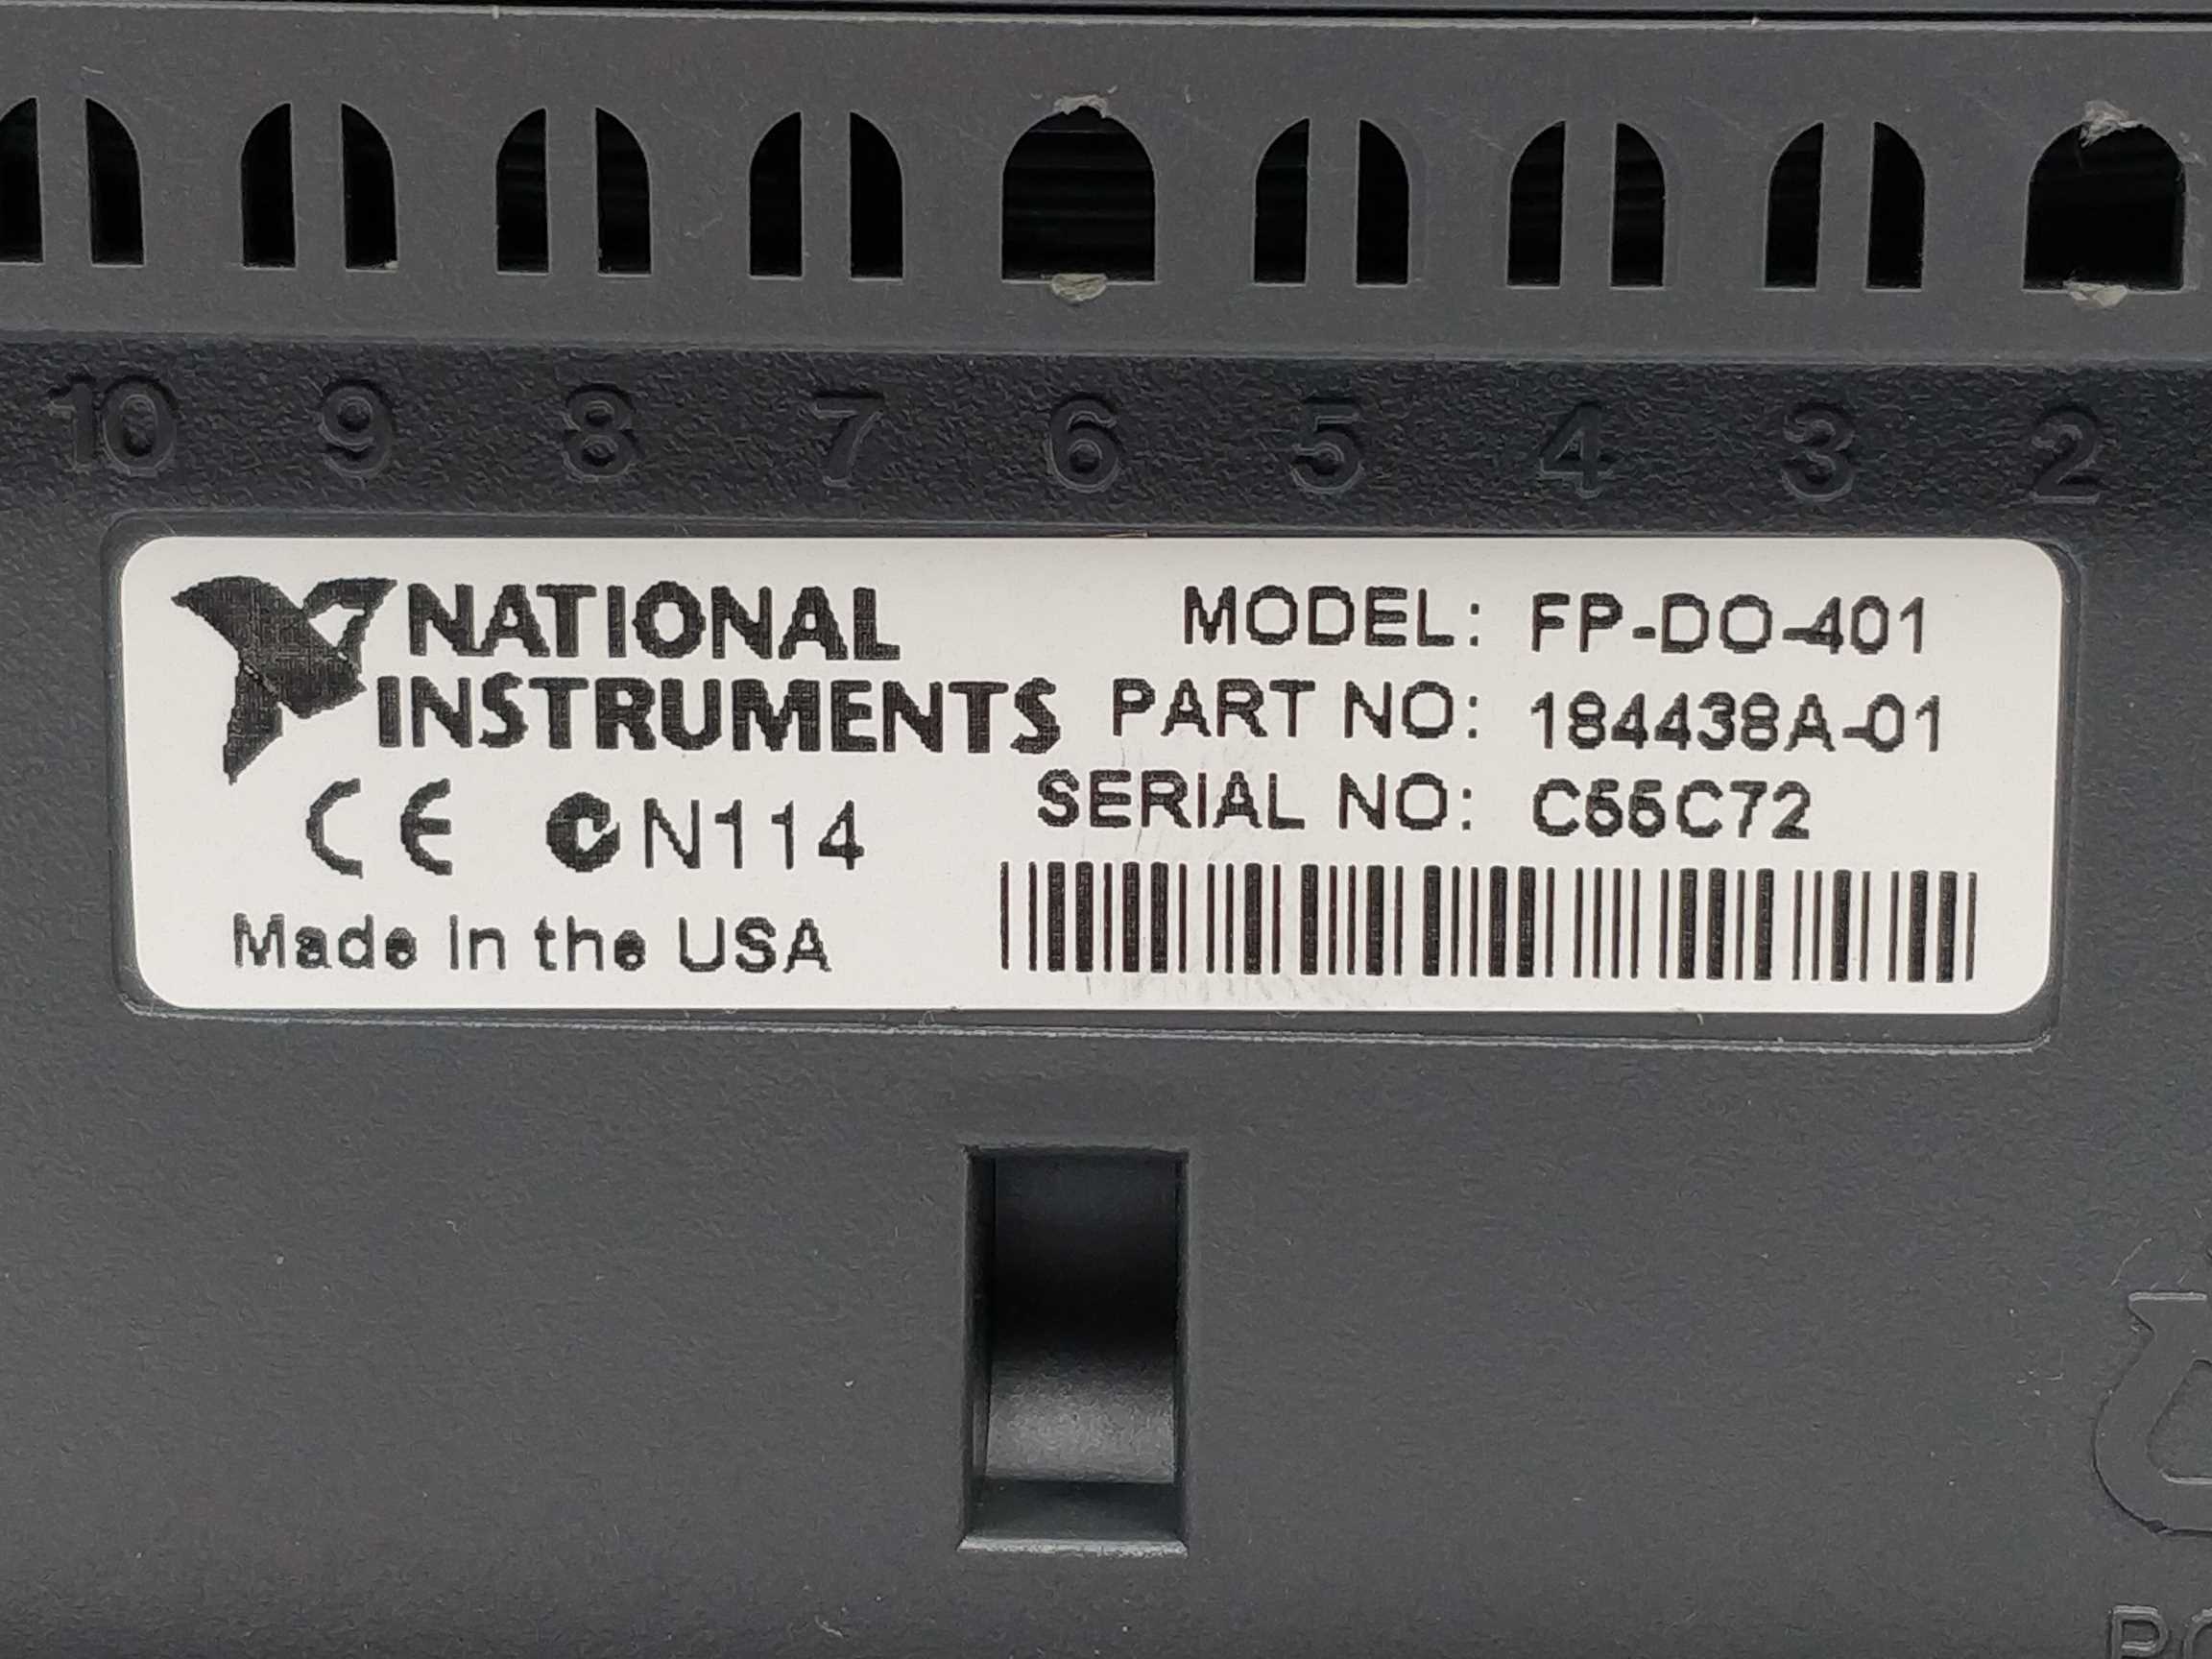 10 9 8 7 6 5 4 3 2
NATIONAL
INSTRUMENTS
CE N114
Made in the USA
MODEL: FP-DO-401
PART NO: 184438A-01
SERIAL NO: C55C72